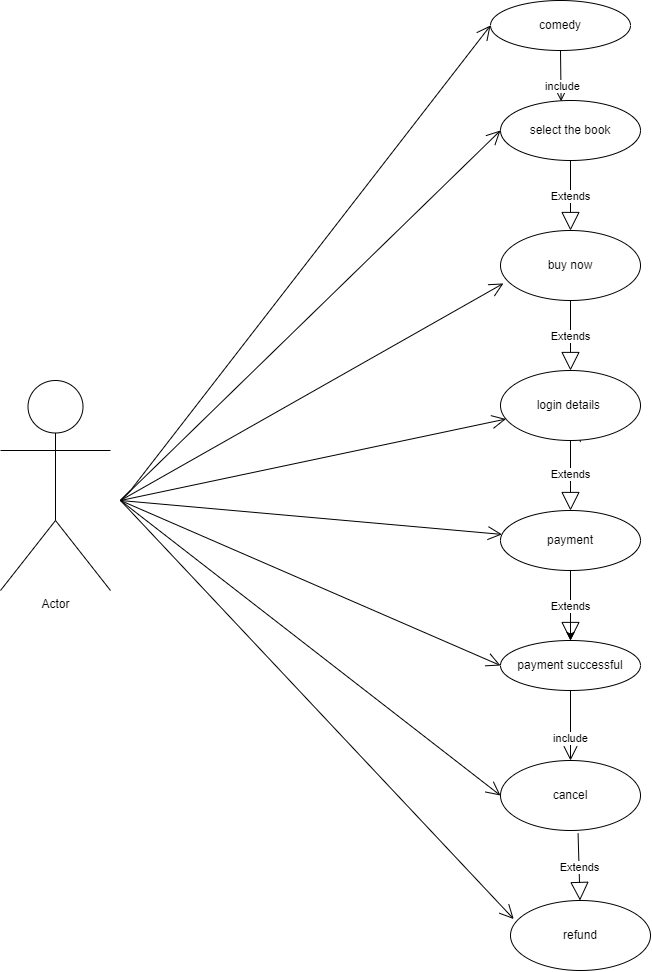 comedy
include
select the book
Extends
buy now
Extends
login details
Extends
payment
Extends
Actor
payment successful
include
cancel
Extends
refund